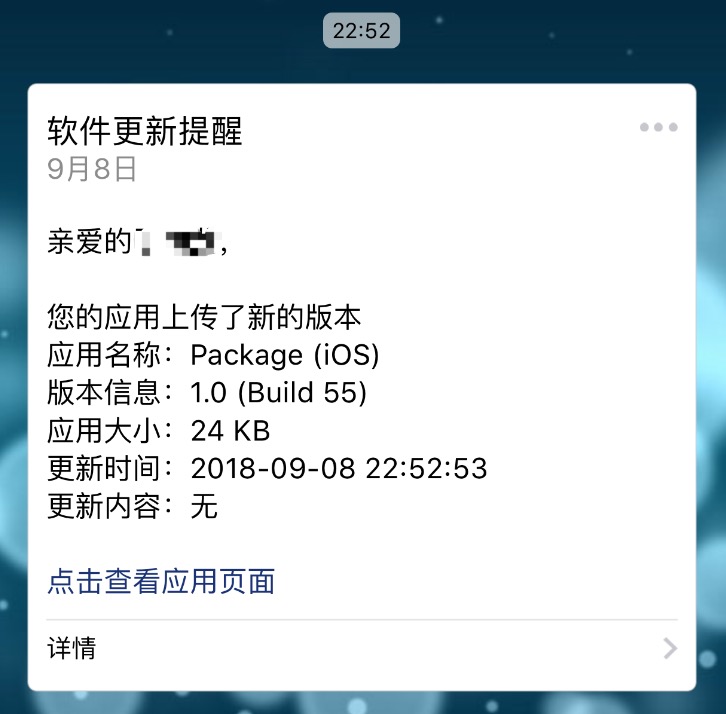 22:52
软件更新提醒
9月8日
亲爱的 ,
您的应用上传了新的版本
应用名称：Package (iOS)
版本信息：1.0 (Build 55)
应用大小：24 KB
更新时间：2018-09-08 22:52:53
更新内容：无
点击查看应用页面
详情